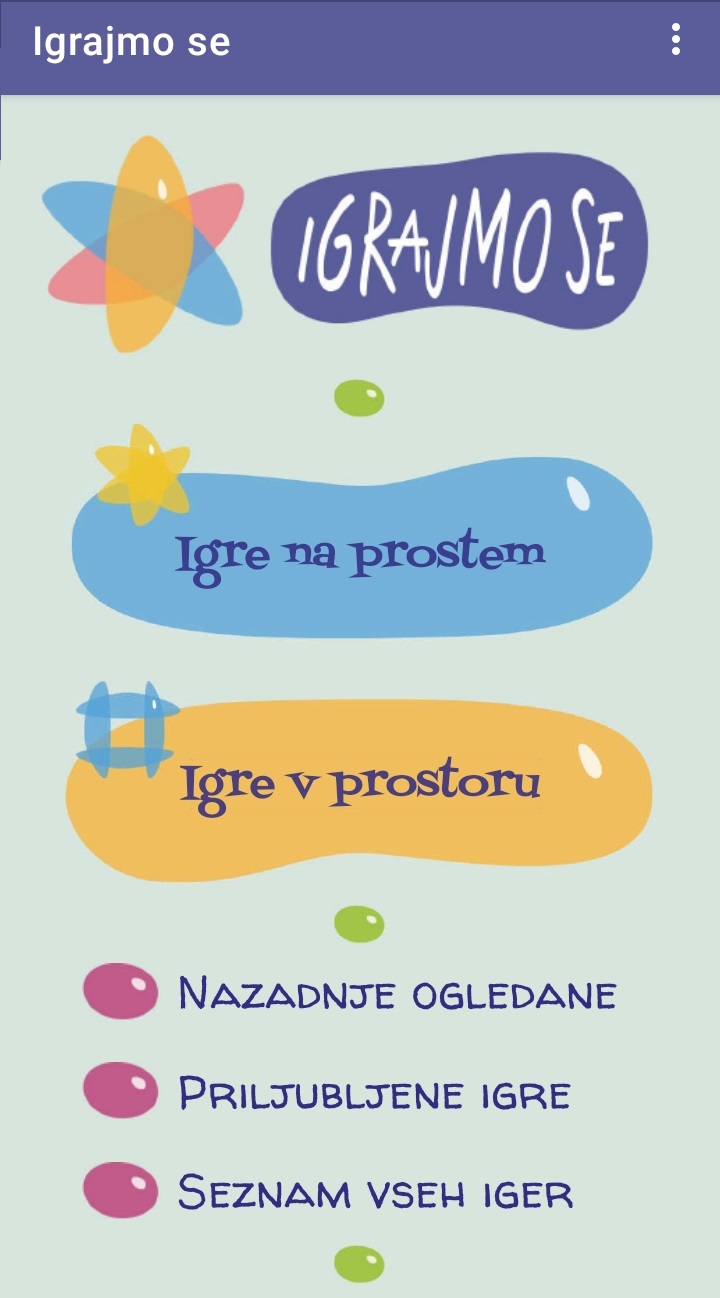 Igrajmo se
IGRAJMO SE
Igre na prostem
Igre v prostoru
NAZADNJE OGLEDANE
PRILJUBLJENE IGRE
SEZNAM VSEH IGER